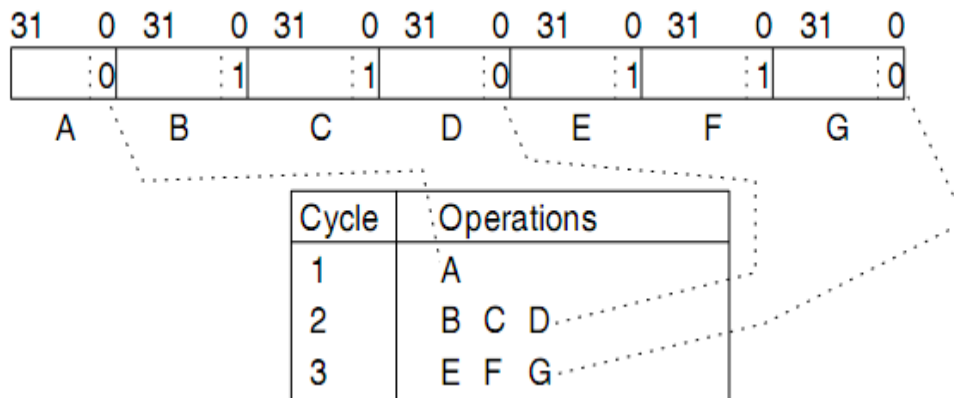 31 0 31 0 31 0 31 0 31 0 31 0 31 0
0 1 1 0 1 1 0
A B C D E F G
Cycle Operations
1 A
2 B C D
3 E F G